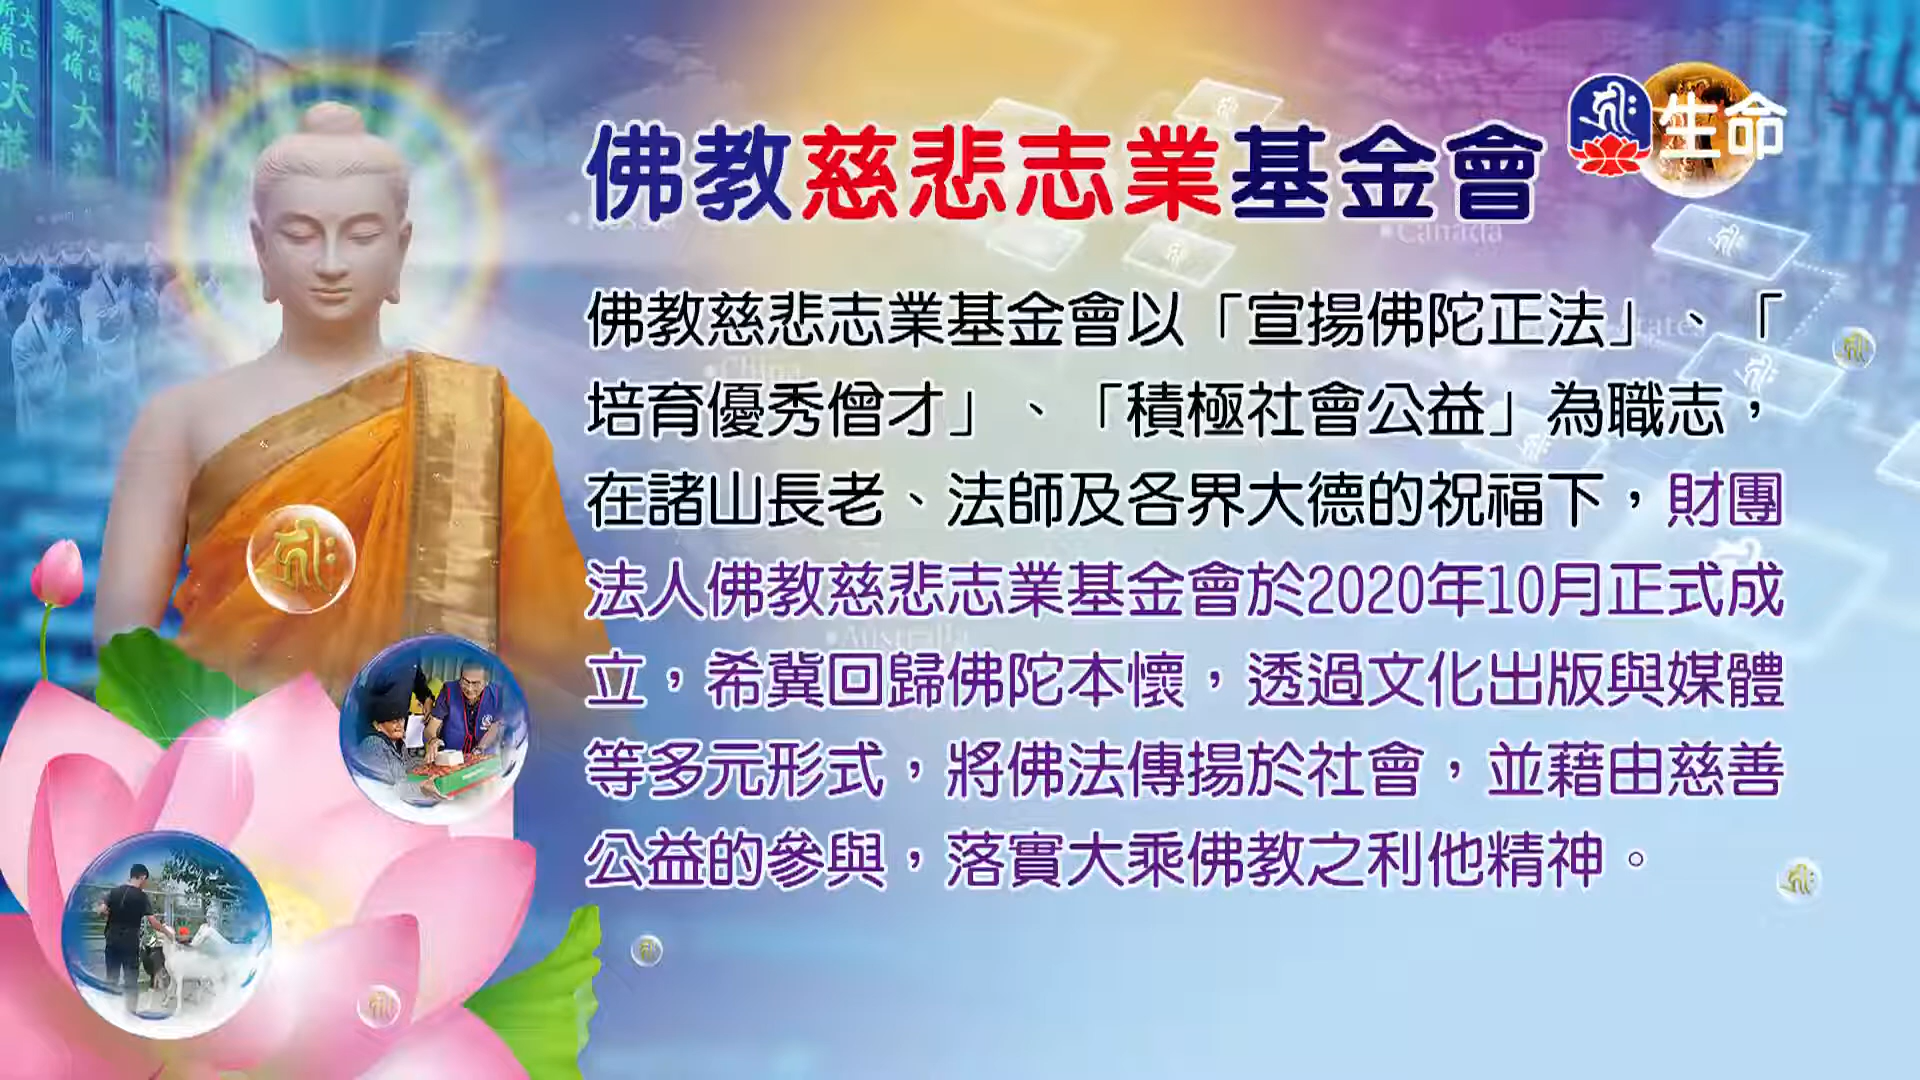 佛教慈悲志業基金會
生命
佛教慈悲志業基金會以「宣揚佛陀正法」、「
培育優秀僧才」、「積極社會公益」為職志，
在諸山長老、法師及各界大德的祝福下，財團
法人佛教慈悲志業基金會於2020年10月正式成
立，希冀回歸佛陀本懷，透過文化出版與媒體
等多元形式，將佛法傳揚於社會，並藉由慈善
公益的參與，落實大乘佛教之利他精神。
Canada
China
Australia